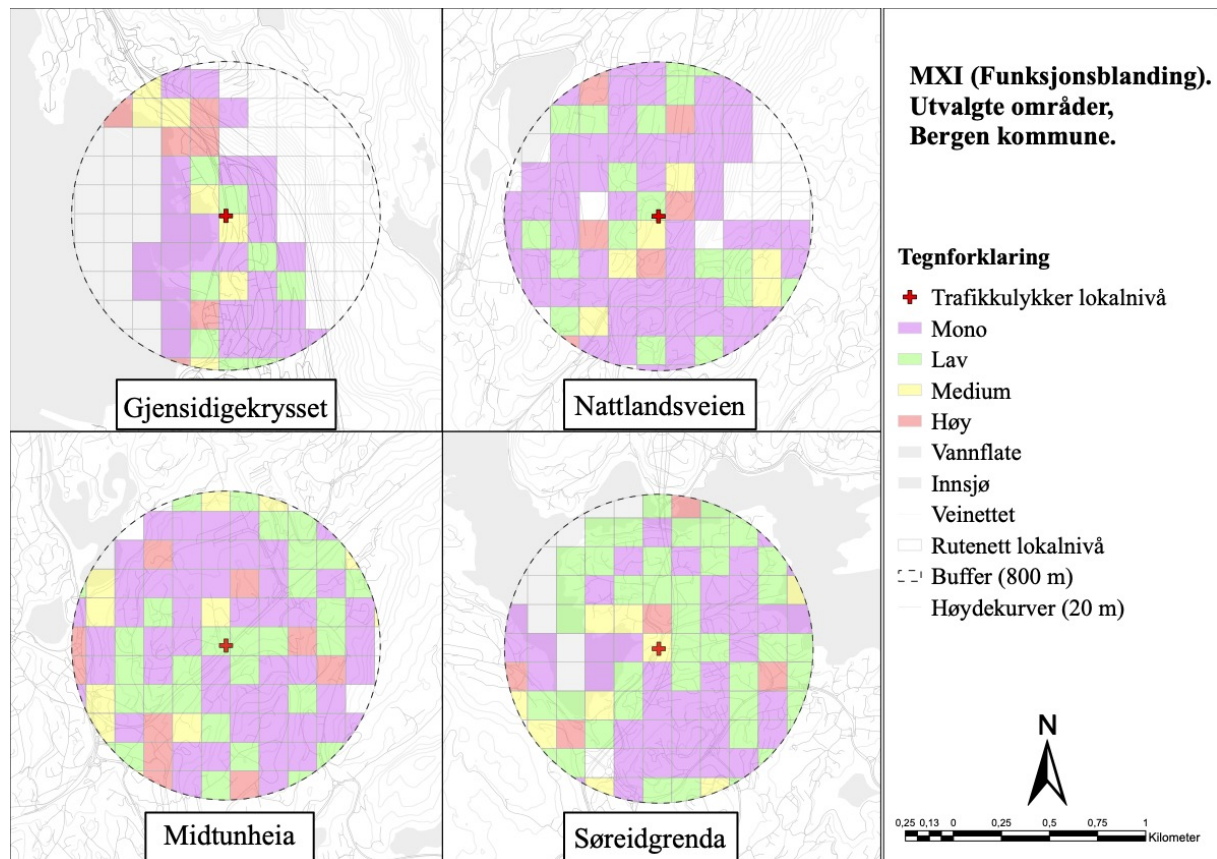 MXI (Funksjonsblanding).
Utvalgte områder,
Bergen kommune.
Gjensidigekrysset
Nattlandsveien
Midtunheia
Søreidgrenda
Tegnforklaring
Trafikkulykker lokalnivå
Mono
Lav
Medium
Høy
Vannflate
Innsjø
Veinettet
Rutenett lokalnivå
Buffer (800 m)
Høydekurver (20 m)
N
0,25 0,13 0 0,25 0,5 0,75 1
Kilometer